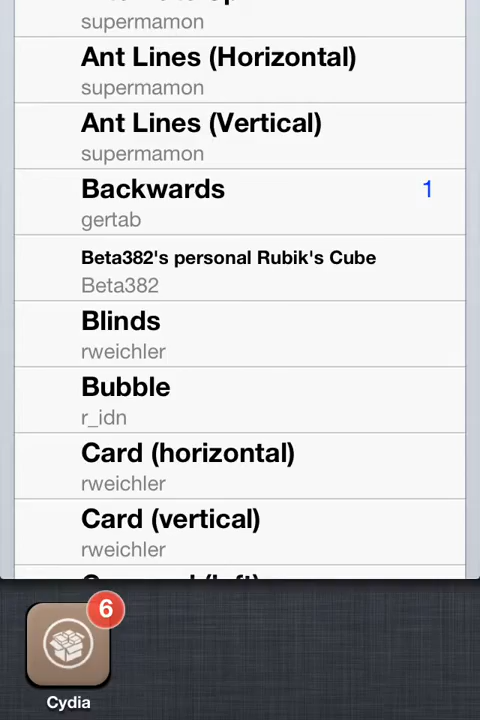 supermamon
Ant Lines (Horizontal)
supermamon
Ant Lines (Vertical)
supermamon
Backwards 1
gertab
Beta382's personal Rubik's Cube
Beta382
Blinds
rweichler
Bubble
r_idn
Card (horizontal)
rweichler
Card (vertical)
rweichler
6
Cydia